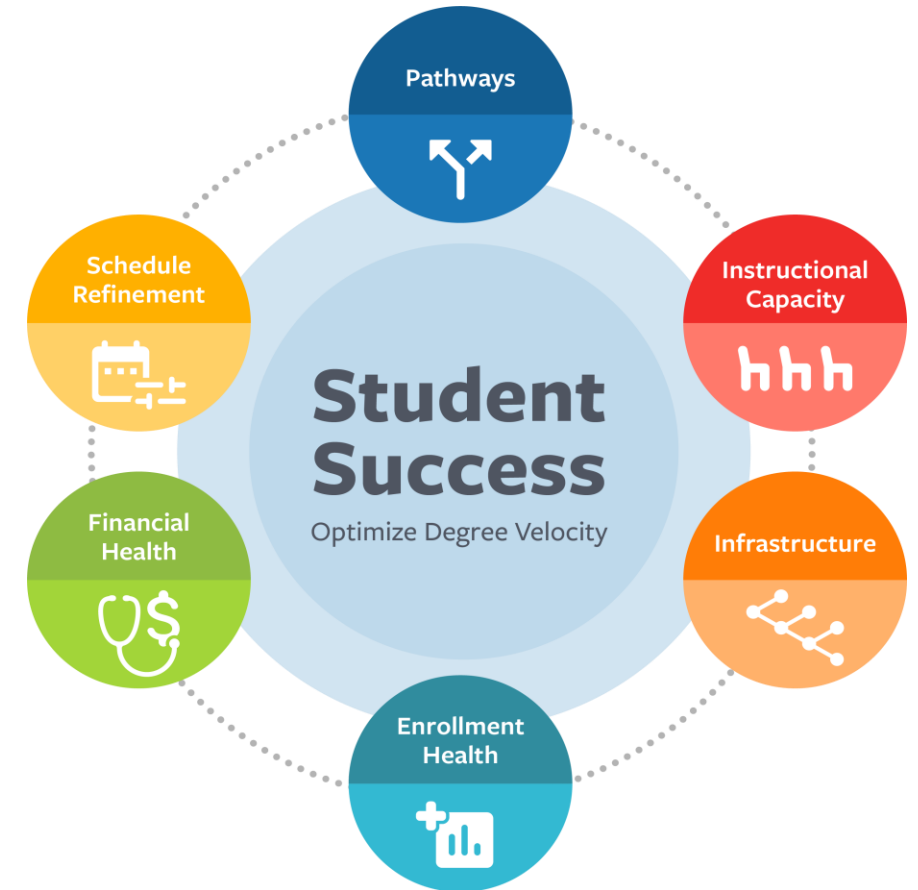 Pathways
Instructional
Capacity
Infrastructure
Enrollment
Health
Financial
Health
Schedule
Refinement
Student
Success
Optimize Degree Velocity